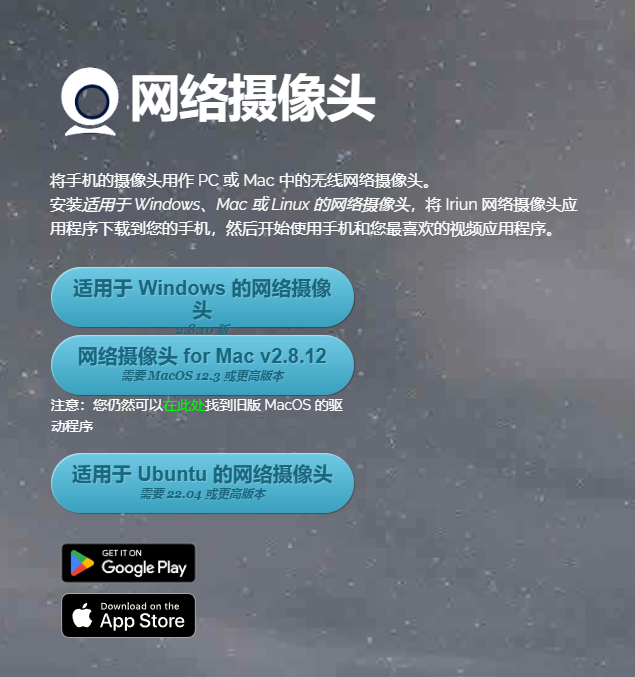 网络摄像头
将手机的摄像头用作 PC 或 Mac 中的无线网络摄像头。
安装适用于 Windows、Mac 或 Linux 的网络摄像头，将 Iriun 网络摄像头应
用程序下载到您的手机，然后开始使用手机和您最喜欢的视频应用程序。
适用于 Windows 的网络摄像
头
2.8.10 版
网络摄像头 for Mac v2.8.12
需要 MacOS 12.3 或更高版本
注意：您仍然可以在此处找到旧版 MacOS 的驱
动程序
适用于 Ubuntu 的网络摄像头
需要 22.04 或更高版本
GET IT ON
Google Play
Download on the
App Store